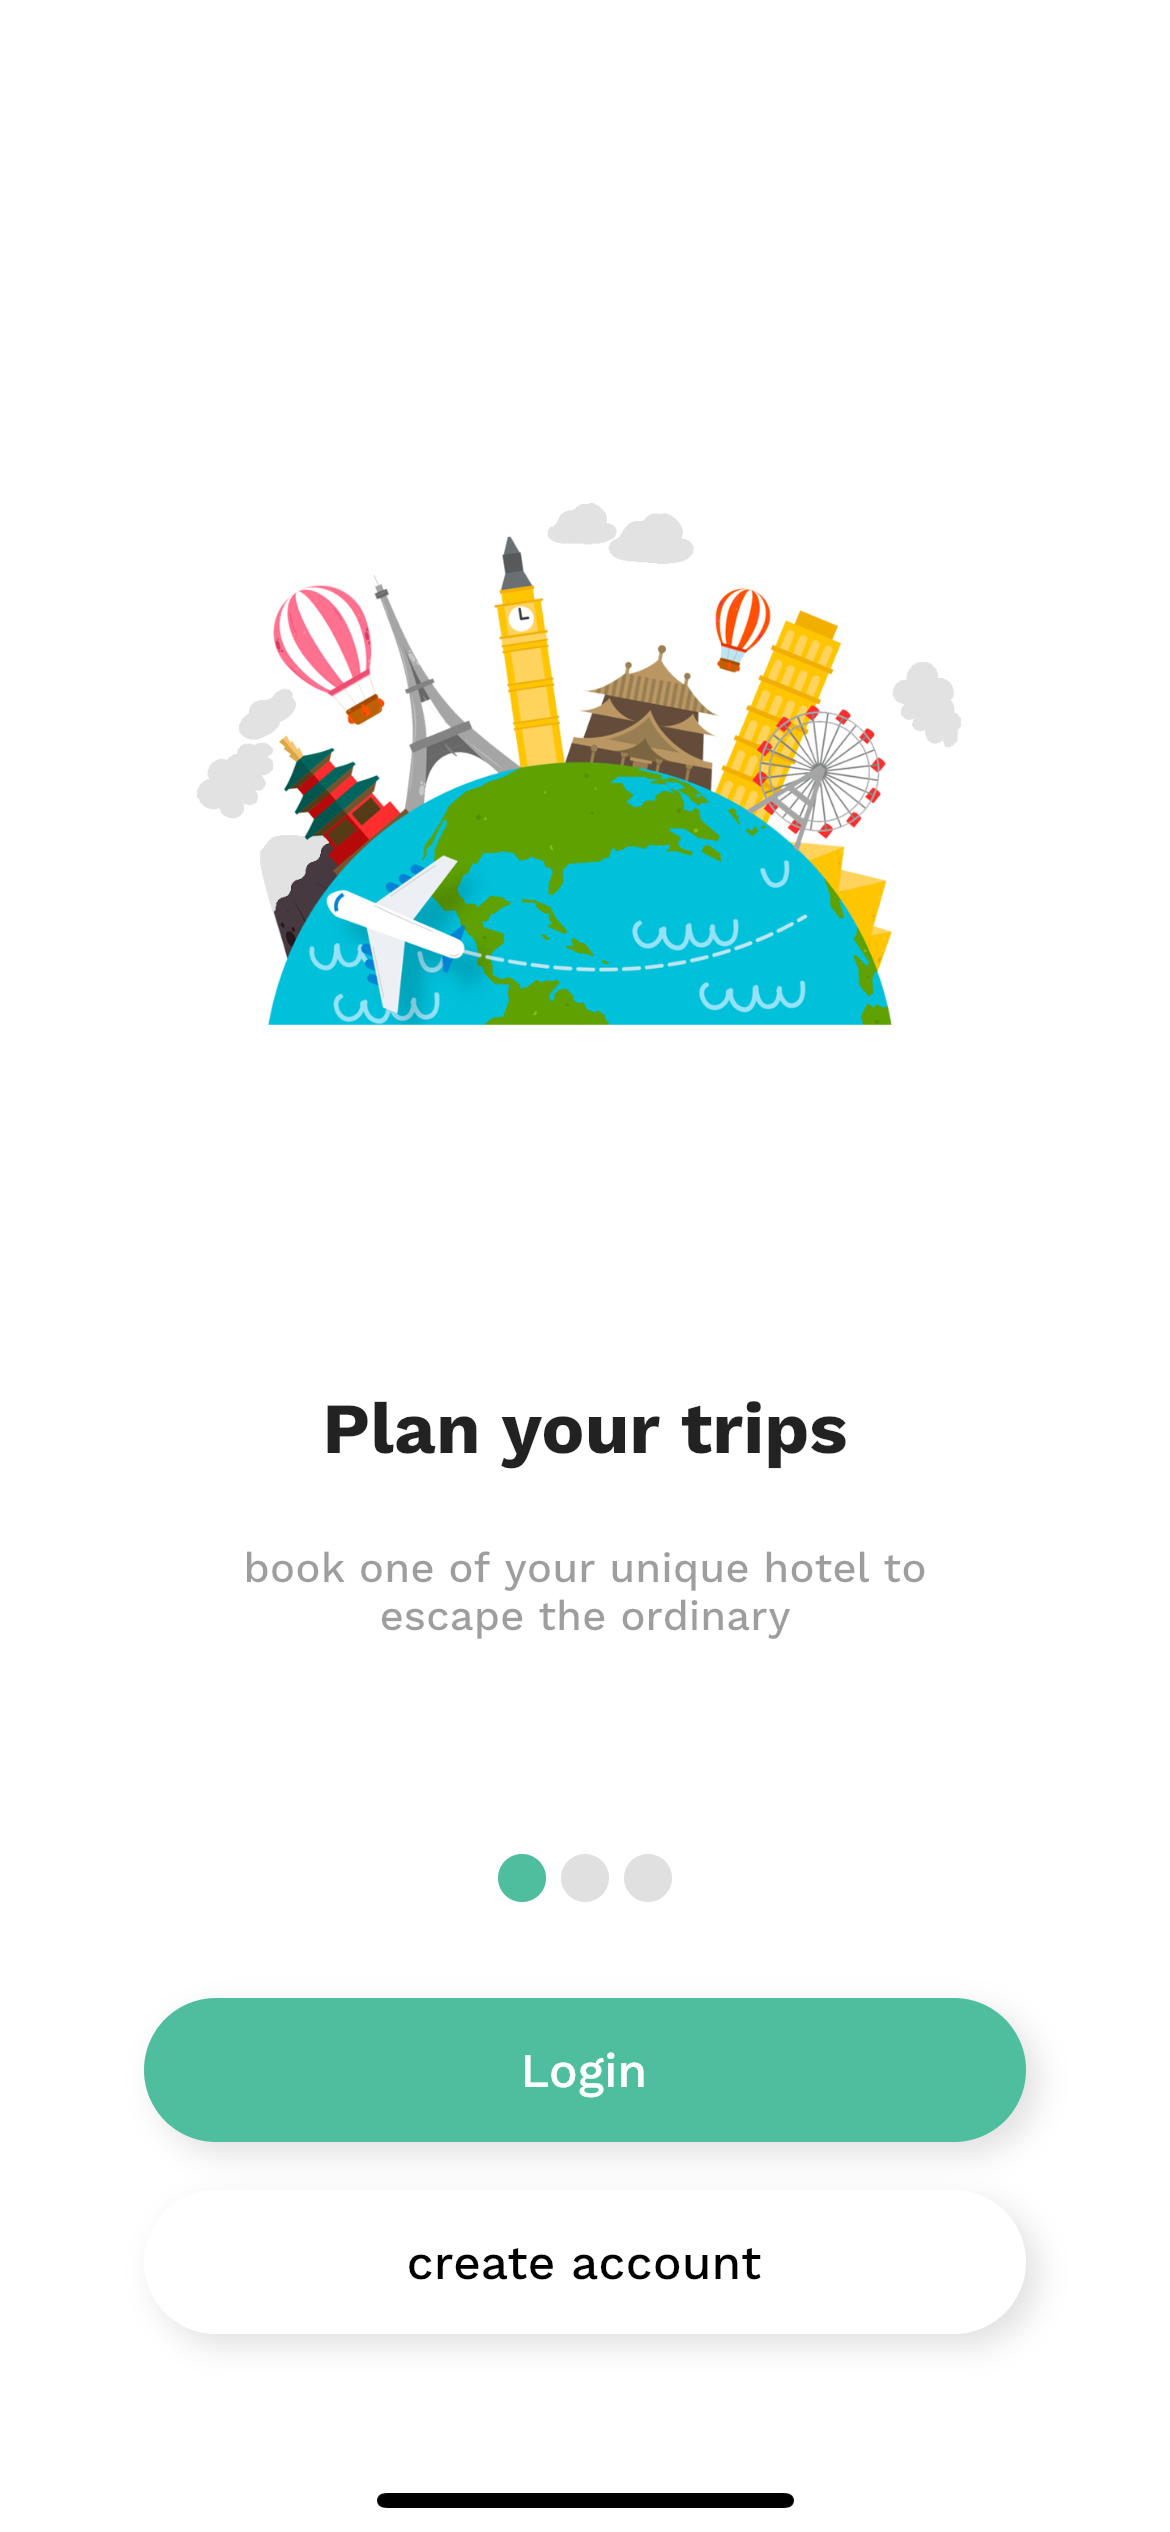 Plan your trips
book one of your unique hotel to
escape the ordinary
Login
create account